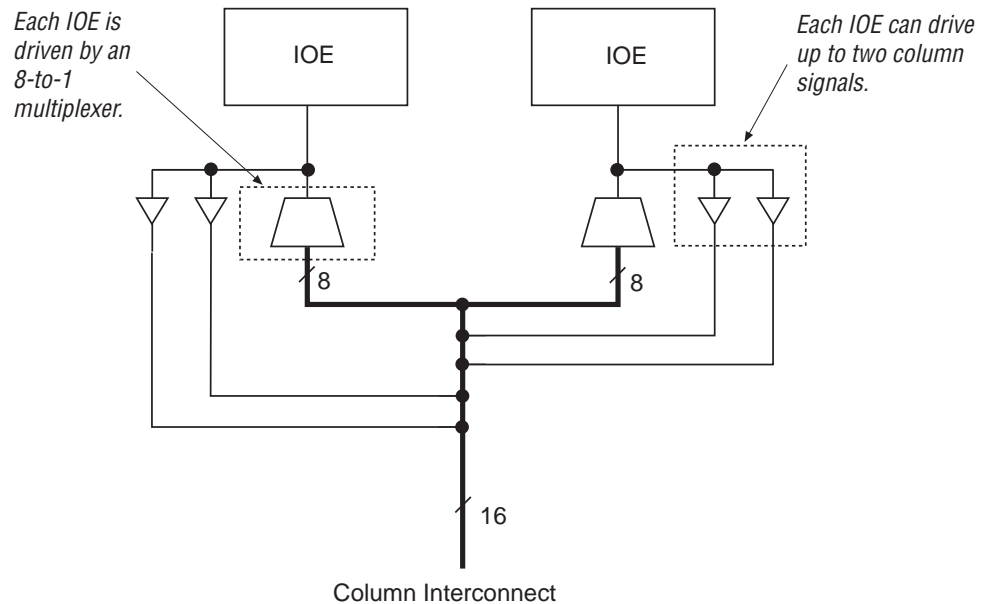 Each IOE is
driven by an
8-to-1
multiplexer.
IOE
IOE
Each IOE can drive
up to two column
signals.
8
8
16
Column Interconnect